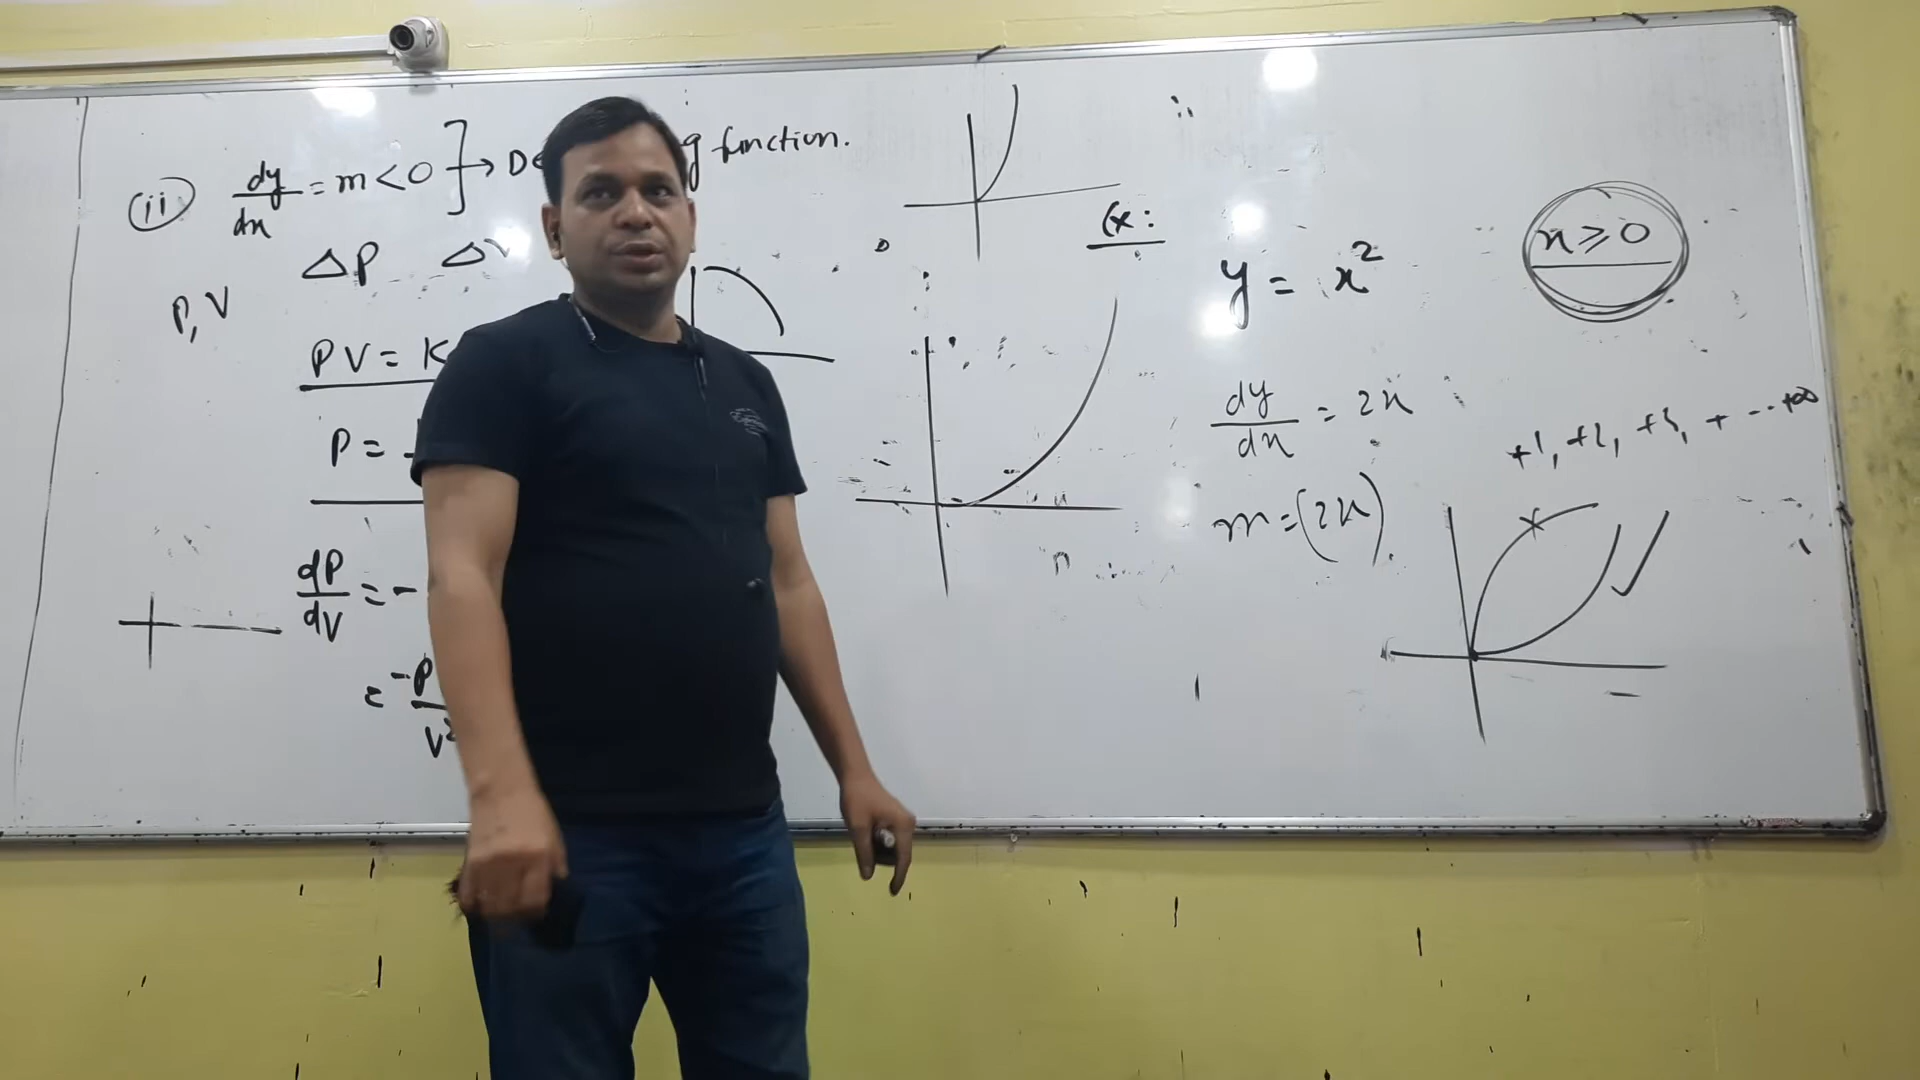 (ii) dy/dx = m < 0 ] → De g function.
ΔP ΔV
P, V
PV = K
P =
dP/dV = -
= -P/V²
(x:
y = x²
x ≥ 0
dy/dx = 2x
m = (2x)
+1, +2, +3, + --- +∞